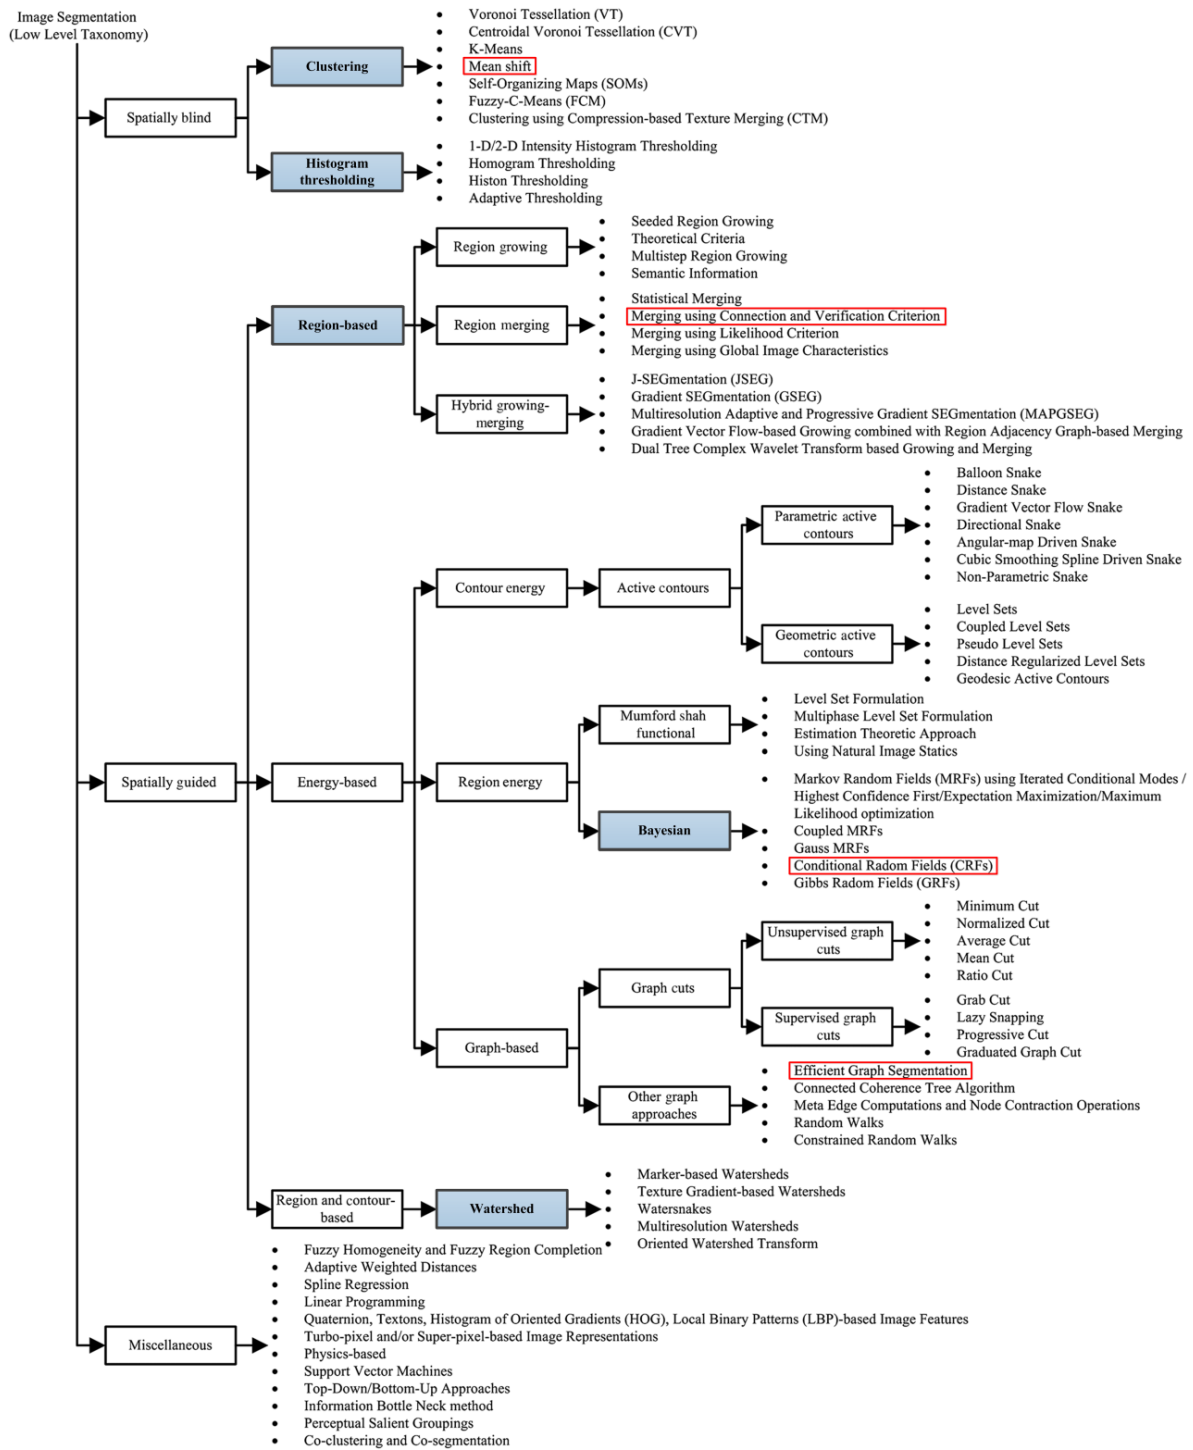 Image Segmentation
(Low Level Taxonomy)
Spatially blind
Clustering
Voronoi Tessellation (VT)
Centroidal Voronoi Tessellation (CVT)
K-Means
Mean shift
Self-Organizing Maps (SOMs)
Fuzzy-C-Means (FCM)
Clustering using Compression-based Texture Merging (CTM)
Histogram
thresholding
1-D/2-D Intensity Histogram Thresholding
Homogram Thresholding
Histon Thresholding
Adaptive Thresholding
Spatially guided
Region-based
Region growing
Seeded Region Growing
Theoretical Criteria
Multistep Region Growing
Semantic Information
Region merging
Statistical Merging
Merging using Connection and Verification Criterion
Merging using Likelihood Criterion
Merging using Global Image Characteristics
Hybrid growing-
merging
J-SEGmentation (JSEG)
Gradient SEGmentation (GSEG)
Multiresolution Adaptive and Progressive Gradient SEGmentation (MAPGSEG)
Gradient Vector Flow-based Growing combined with Region Adjacency Graph-based Merging
Dual Tree Complex Wavelet Transform based Growing and Merging
Energy-based
Contour energy
Active contours
Parametric active
contours
Balloon Snake
Distance Snake
Gradient Vector Flow Snake
Directional Snake
Angular-map Driven Snake
Cubic Smoothing Spline Driven Snake
Non-Parametric Snake
Geometric active
contours
Level Sets
Coupled Level Sets
Pseudo Level Sets
Distance Regularized Level Sets
Geodesic Active Contours
Region energy
Mumford shah
functional
Level Set Formulation
Multiphase Level Set Formulation
Estimation Theoretic Approach
Using Natural Image Statics
Bayesian
Markov Random Fields (MRFs) using Iterated Conditional Modes /
Highest Confidence First/Expectation Maximization/Maximum
Likelihood optimization
Coupled MRFs
Gauss MRFs
Conditional Radom Fields (CRFs)
Gibbs Radom Fields (GRFs)
Graph-based
Graph cuts
Unsupervised graph
cuts
Minimum Cut
Normalized Cut
Average Cut
Mean Cut
Ratio Cut
Supervised graph
cuts
Grab Cut
Lazy Snapping
Progressive Cut
Graduated Graph Cut
Other graph
approaches
Efficient Graph Segmentation
Connected Coherence Tree Algorithm
Meta Edge Computations and Node Contraction Operations
Random Walks
Constrained Random Walks
Region and contour-
based
Watershed
Marker-based Watersheds
Texture Gradient-based Watersheds
Watersnakes
Multiresolution Watersheds
Oriented Watershed Transform
Miscellaneous
Fuzzy Homogeneity and Fuzzy Region Completion
Adaptive Weighted Distances
Spline Regression
Linear Programming
Quaternion, Textons, Histogram of Oriented Gradients (HOG), Local Binary Patterns (LBP)-based Image Features
Turbo-pixel and/or Super-pixel-based Image Representations
Physics-based
Support Vector Machines
Top-Down/Bottom-Up Approaches
Information Bottle Neck method
Perceptual Salient Groupings
Co-clustering and Co-segmentation